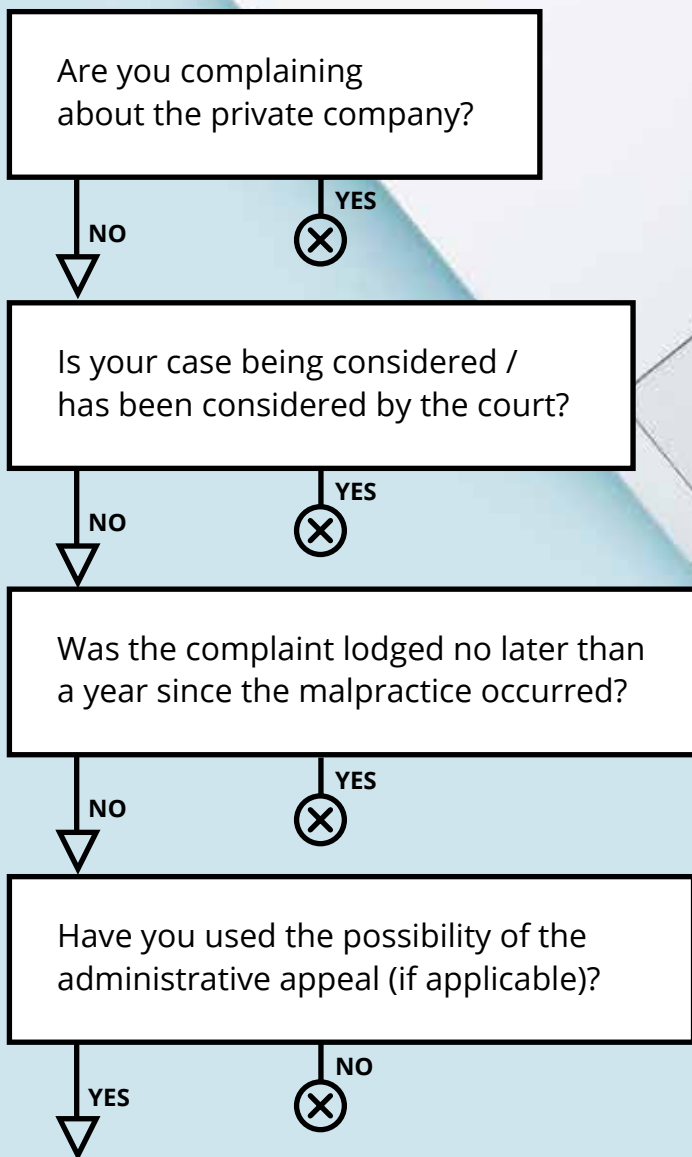 Are you complaining
about the private company?
YES
NO
Is your case being considered /
has been considered by the court?
YES
NO
Was the complaint lodged no later than
a year since the malpractice occurred?
YES
NO
Have you used the possibility of the
administrative appeal (if applicable)?
NO
YES